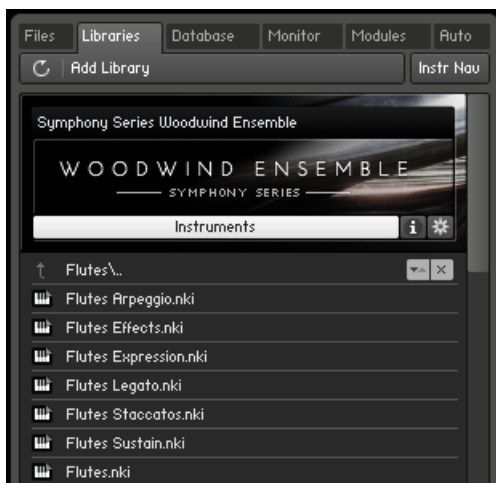 Files Libraries Database Monitor Modules Auto
Add Library Instr Nav
Symphony Series Woodwind Ensemble
WOODWIND ENSEMBLE
SYMPHONY SERIES
Instruments i
Flutes\..
Flutes Arpeggio.nki
Flutes Effects.nki
Flutes Expression.nki
Flutes Legato.nki
Flutes Staccatos.nki
Flutes Sustain.nki
Flutes.nki